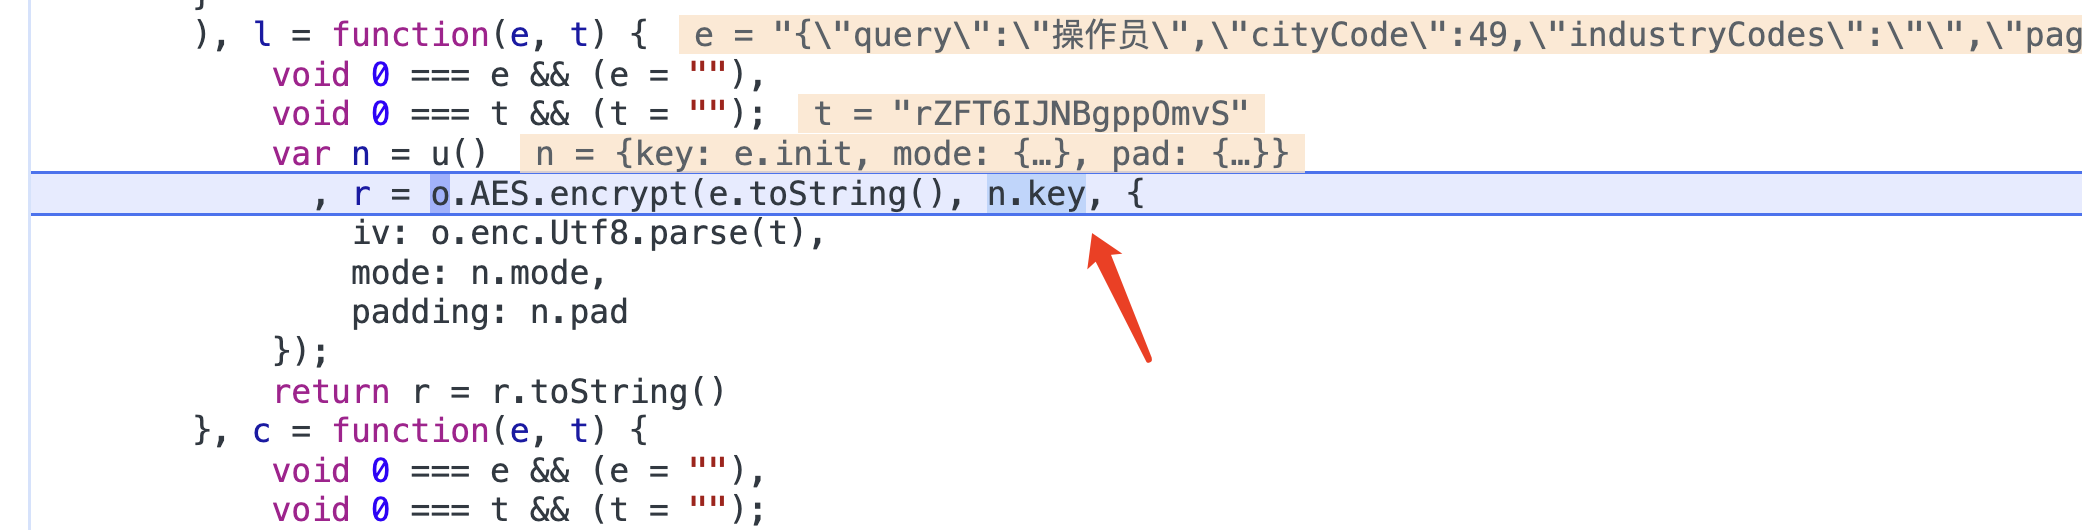 ), l = function(e, t) { e = "{\"query\":\"操作员\",\"cityCode\":49,\"industryCodes\":\"\",\"pag
void 0 === e && (e = ""),
void 0 === t && (t = ""); t = "rZFT6IJNBgppOmvS"
var n = u() n = {key: e.init, mode: {…}, pad: {…}}
, r = o.AES.encrypt(e.toString(), n.key, {
iv: o.enc.Utf8.parse(t),
mode: n.mode,
padding: n.pad
});
return r = r.toString()
}, c = function(e, t) {
void 0 === e && (e = ""),
void 0 === t && (t = "");